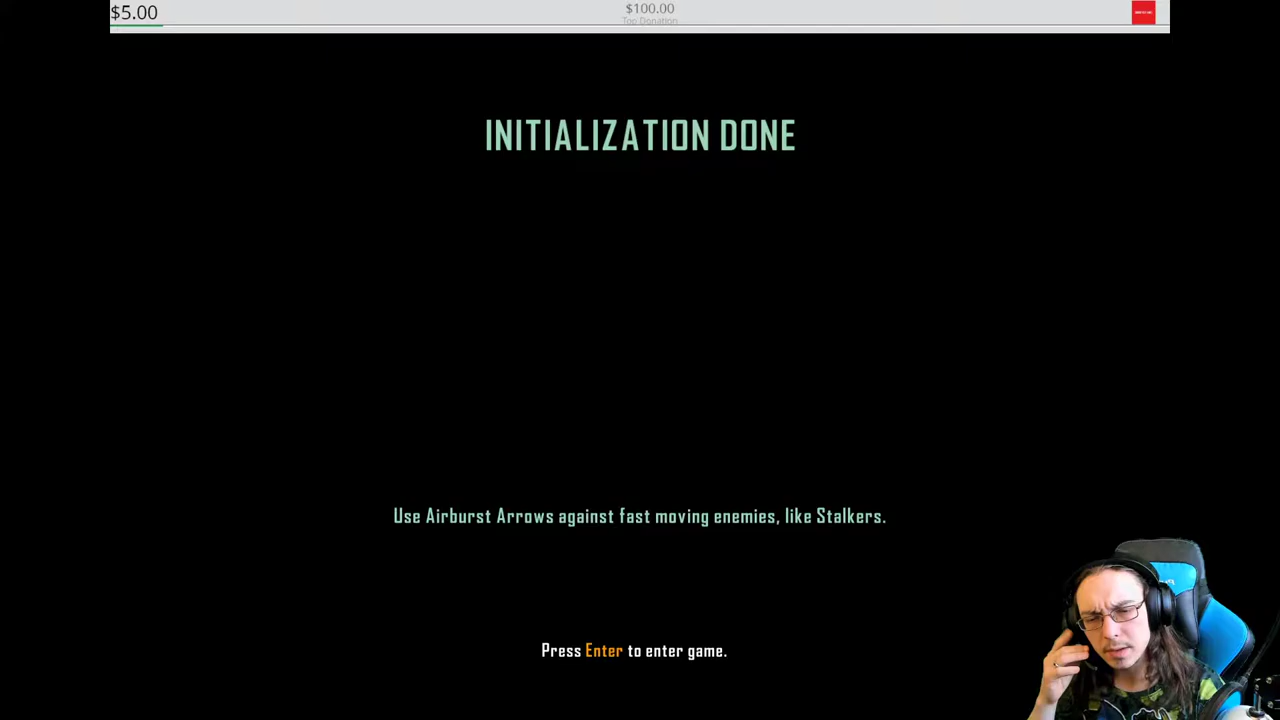 $5.00
$100.00
Top Donation
INITIALIZATION DONE
Use Airburst Arrows against fast moving enemies, like Stalkers.
Press Enter to enter game.